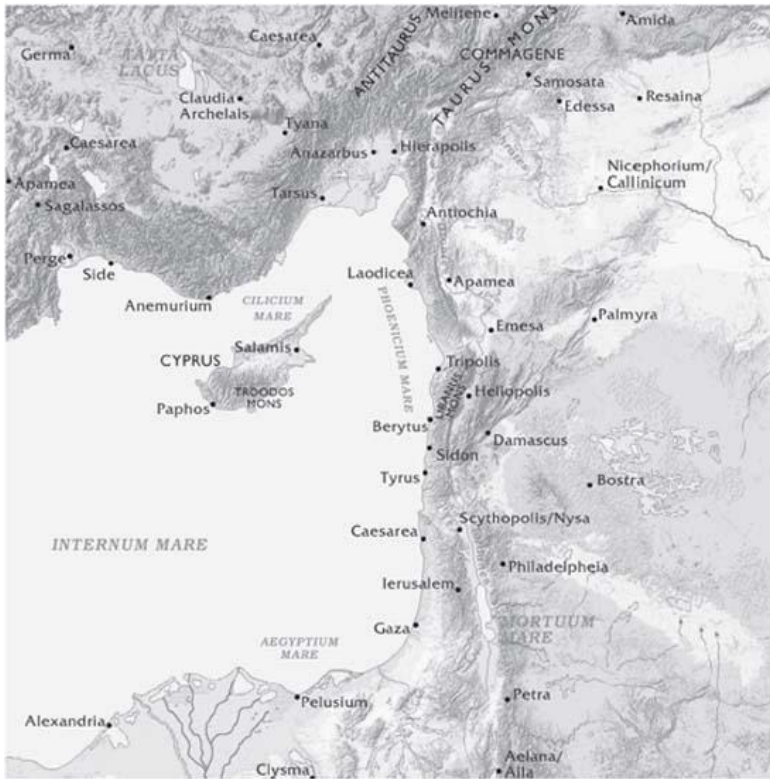 Melitene
Amida
Caesarea
ANTITAURUS
TAURUS MONS
COMMAGENE
Germa
TATTA
LACUS
Samosata
Claudia
Archelais
Edessa
Resaina
Tyana
Caesarea
Anazarbus
Hierapolis
Nicephorium/
Callinicum
Apamea
Sagalassos
Tarsus
Antiochia
Perge
Side
Laodicea
Apamea
Anemurium
CILICIUM
MARE
PHOENICIUM MARE
Palmyra
Emesa
Salamis
CYPRUS
Tripolis
TROODOS
MONS
LIBANUS
MONS
Heliopolis
Paphos
Berytus
Damascus
Sidon
Tyrus
Bostra
Scythopolis/Nysa
Caesarea
INTERNUM MARE
Philadelpheia
Ierusalem
MORTUUM
MARE
Gaza
AEGYPTIUM
MARE
Pelusium
Petra
Alexandria
Clysma
Aelana/
Aila